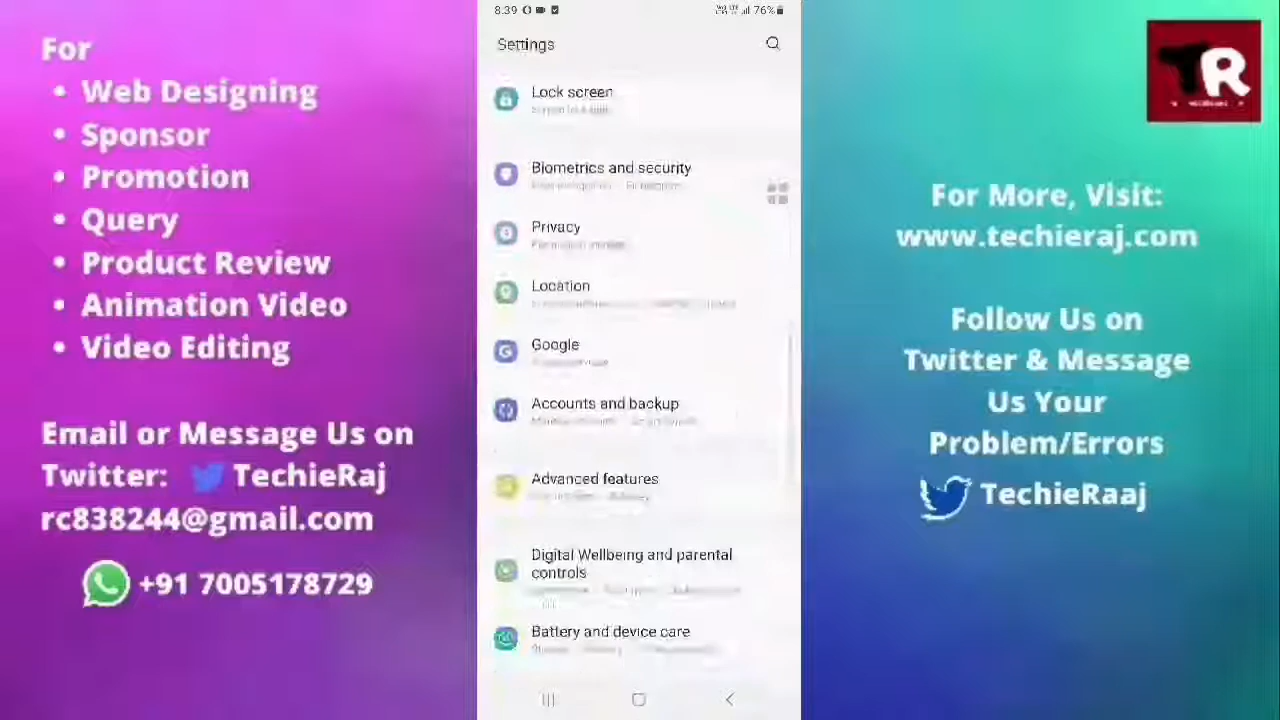 For
• Web Designing
• Sponsor
• Promotion
• Query
• Product Review
• Animation Video
• Video Editing
Email or Message Us on
Twitter: TechieRaj
rc838244@gmail.com
+91 7005178729
8:39
76%
Settings
Lock screen
Biometrics and security
Privacy
Location
Google
Accounts and backup
Advanced features
Digital Wellbeing and parental
controls
Battery and device care
TR
For More, Visit:
www.techieraj.com
Follow Us on
Twitter & Message
Us Your
Problem/Errors
TechieRaaj